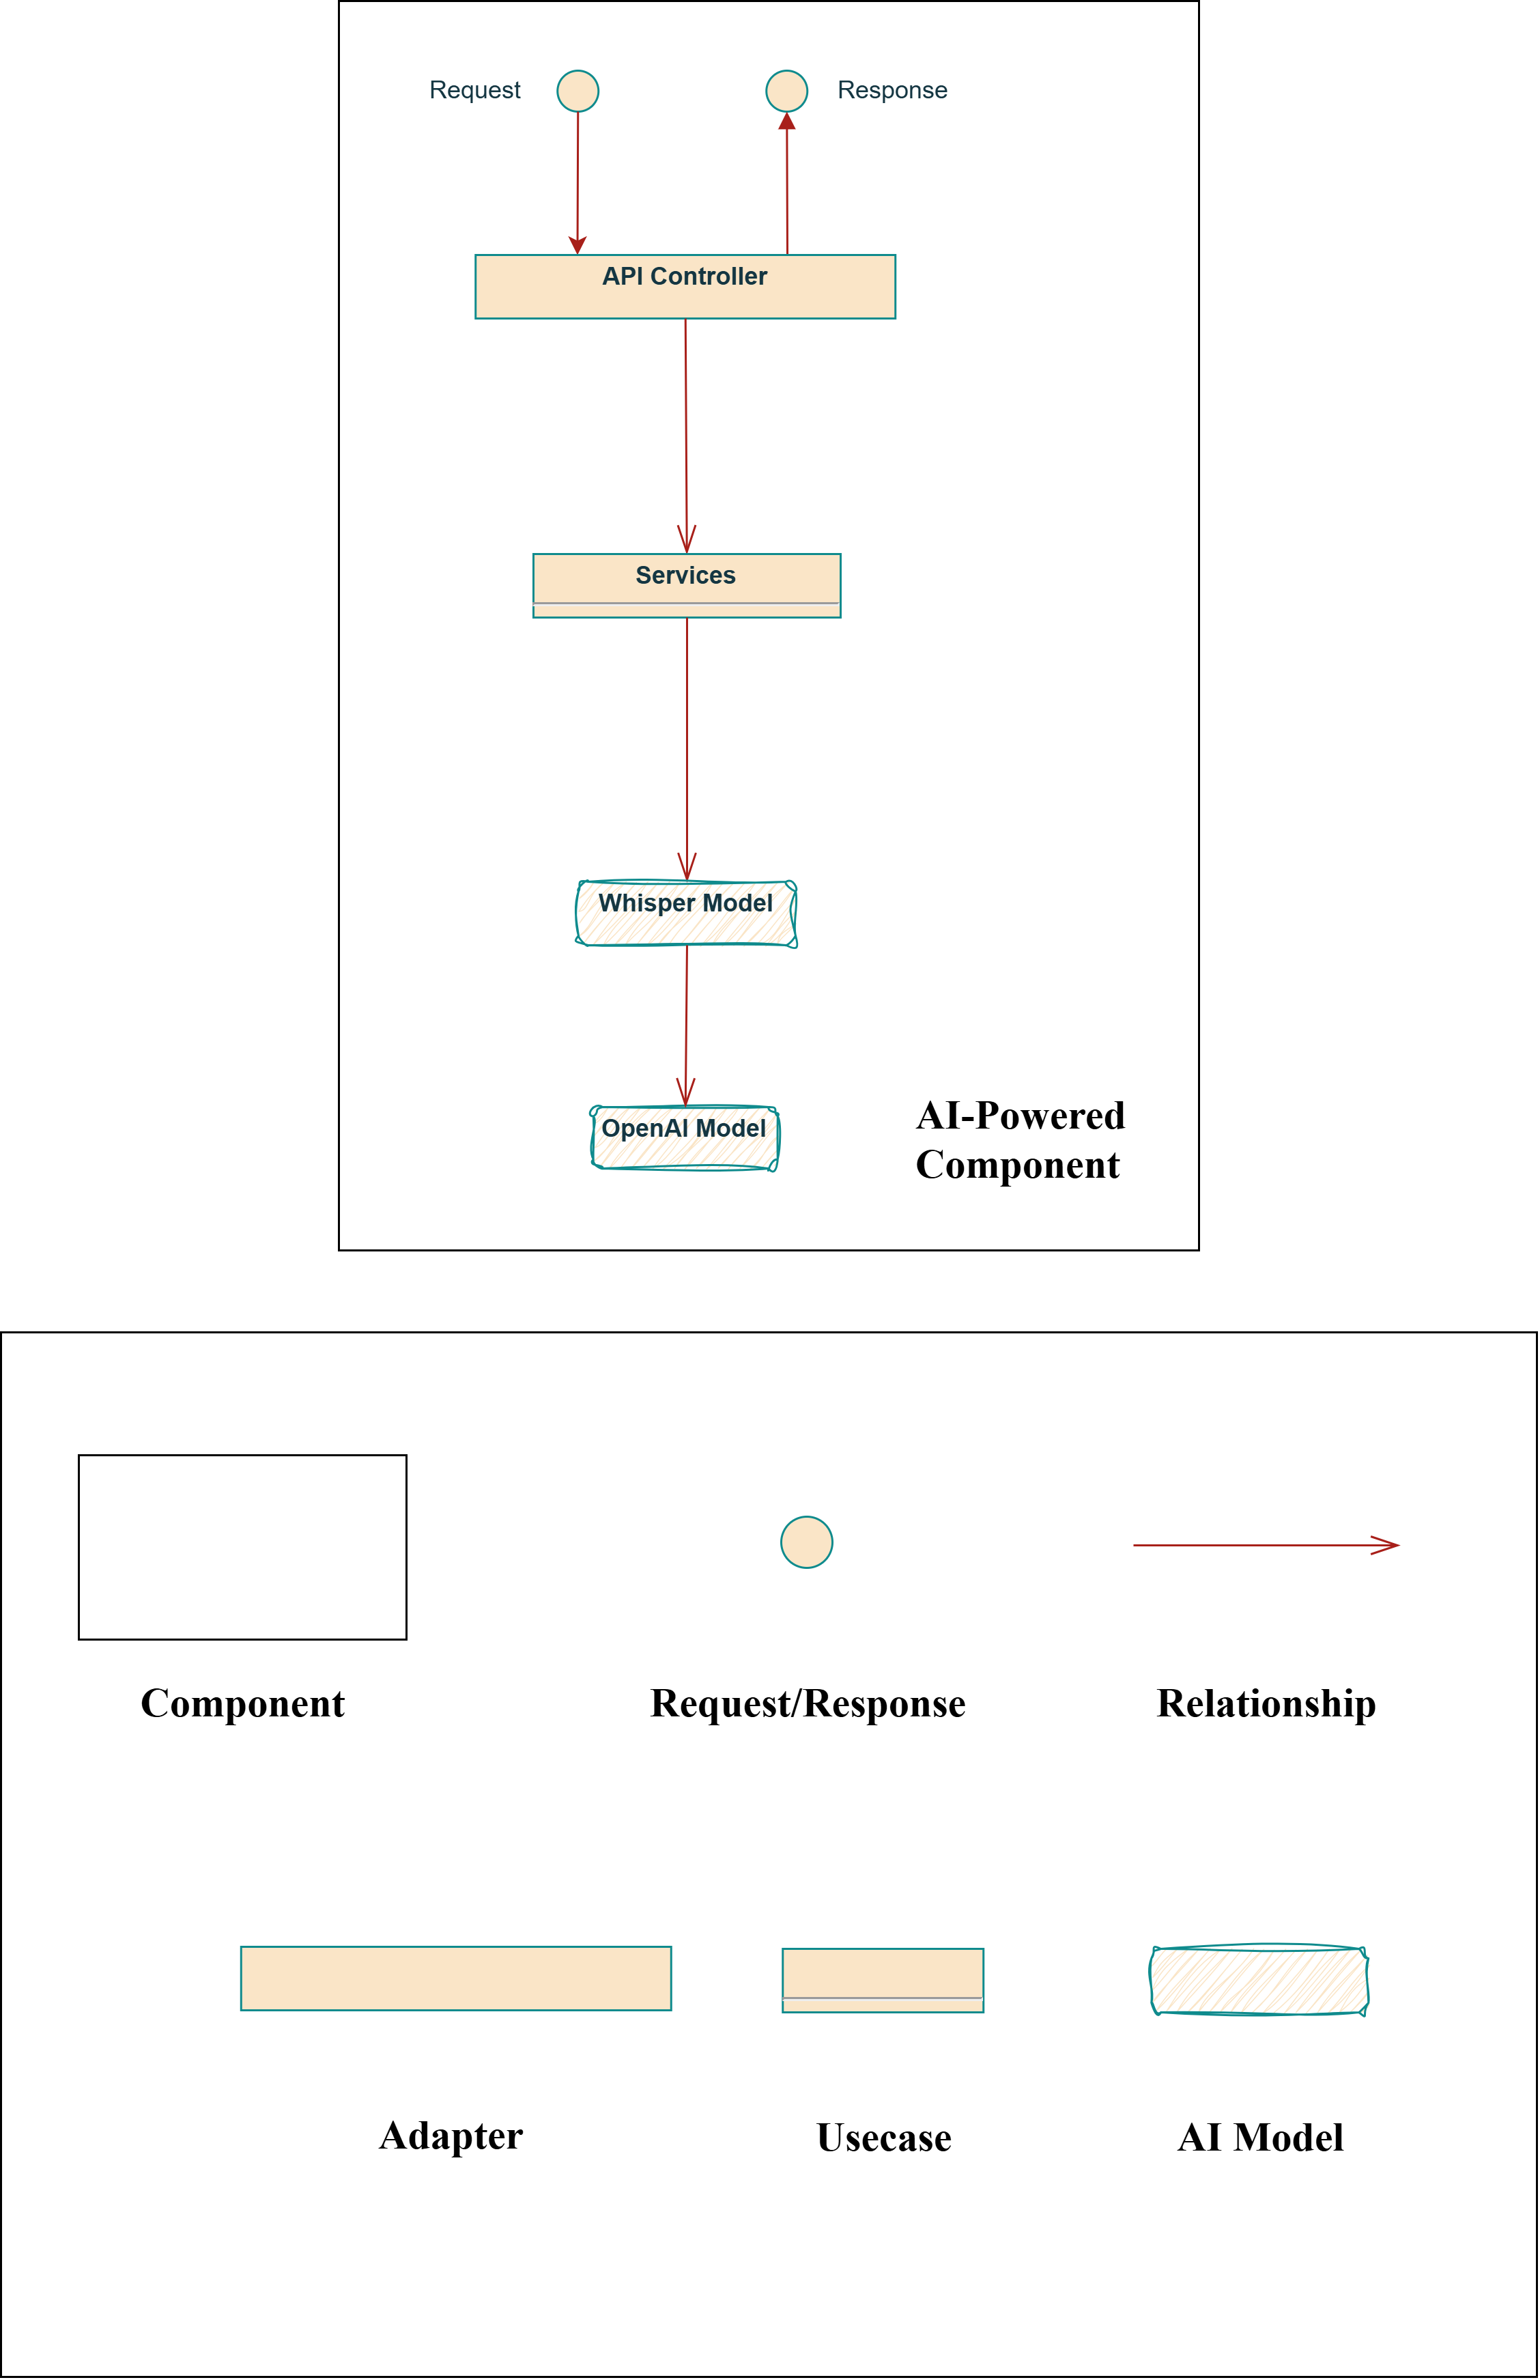 Request
Response
API Controller
Services
Whisper Model
OpenAI Model
AI-Powered
Component
Component
Request/Response
Relationship
Adapter
Usecase
AI Model